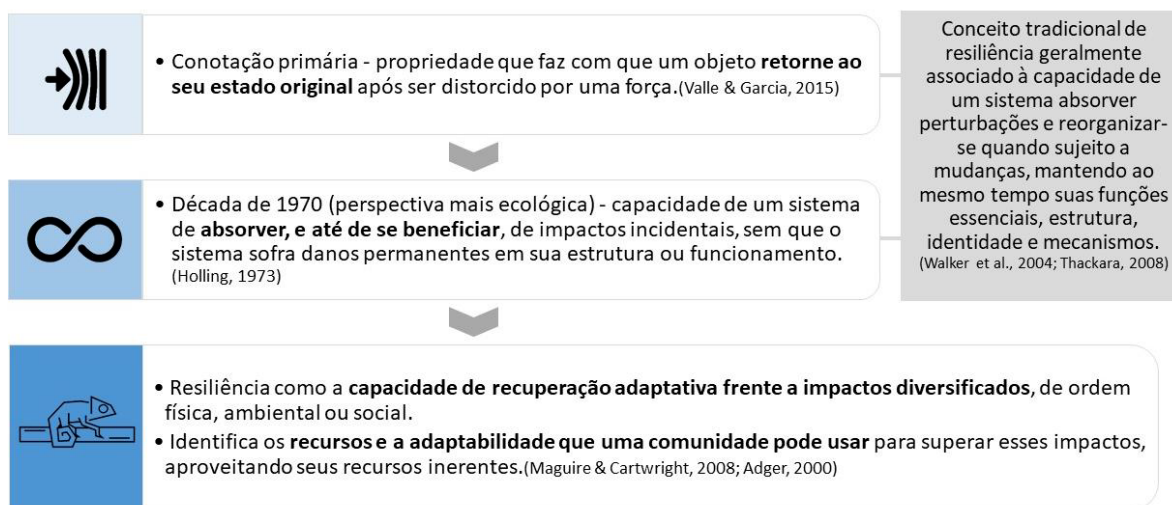 • Conotação primária - propriedade que faz com que um objeto retorne ao
seu estado original após ser distorcido por uma força.(Valle & Garcia, 2015)
• Década de 1970 (perspectiva mais ecológica) - capacidade de um sistema
de absorver, e até de se beneficiar, de impactos incidentais, sem que o
sistema sofra danos permanentes em sua estrutura ou funcionamento.
(Holling, 1973)
Conceito tradicional de
resiliência geralmente
associado à capacidade de
um sistema absorver
perturbações e reorganizar-
se quando sujeito a
mudanças, mantendo ao
mesmo tempo suas funções
essenciais, estrutura,
identidade e mecanismos.
(Walker et al., 2004; Thackara, 2008)
• Resiliência como a capacidade de recuperação adaptativa frente a impactos diversificados, de ordem
física, ambiental ou social.
• Identifica os recursos e a adaptabilidade que uma comunidade pode usar para superar esses impactos,
aproveitando seus recursos inerentes.(Maguire & Cartwright, 2008; Adger, 2000)